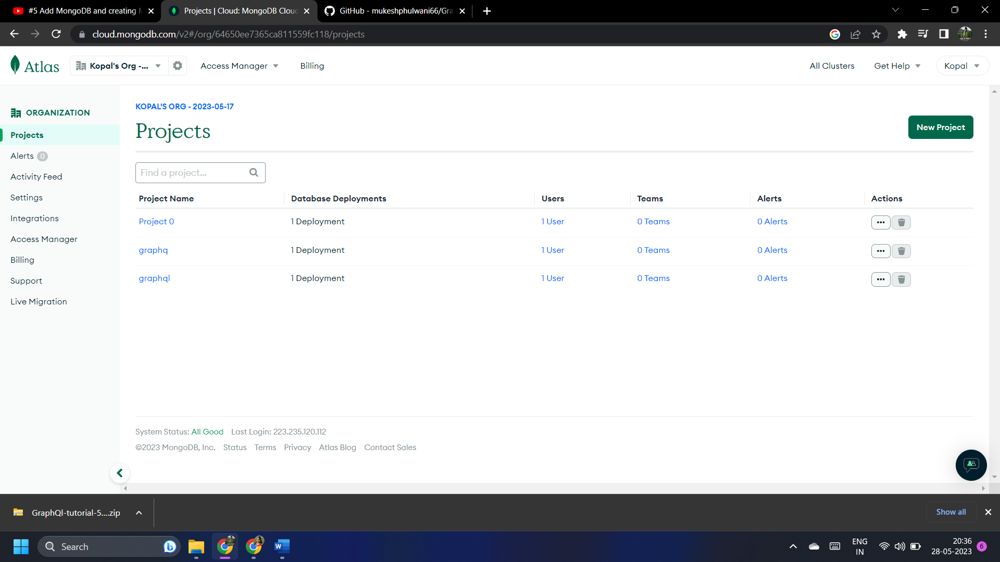 #5 Add MongoDB and creating
Projects | Cloud: MongoDB Cloud
GitHub - mukeshphulwani66/Gra
cloud.mongodb.com/v2#/org/64650ee7365ca811559fc118/projects
Atlas
Kopal's Org -...
Access Manager
Billing
All Clusters
Get Help
Kopal
ORGANIZATION
Projects
Alerts 0
Activity Feed
Settings
Integrations
Access Manager
Billing
Support
Live Migration
KOPAL'S ORG - 2023-05-17
Projects
New Project
Find a project...
Project Name Database Deployments Users Teams Alerts Actions
Project 0 1 Deployment 1 User 0 Teams 0 Alerts
graphq 1 Deployment 1 User 0 Teams 0 Alerts
graphql 1 Deployment 1 User 0 Teams 0 Alerts
System Status: All Good Last Login: 223.235.120.112
©2023 MongoDB, Inc. Status Terms Privacy Atlas Blog Contact Sales
GraphQl-tutorial-5....zip
Show all
Search
ENG
IN
20:36
28-05-2023
6